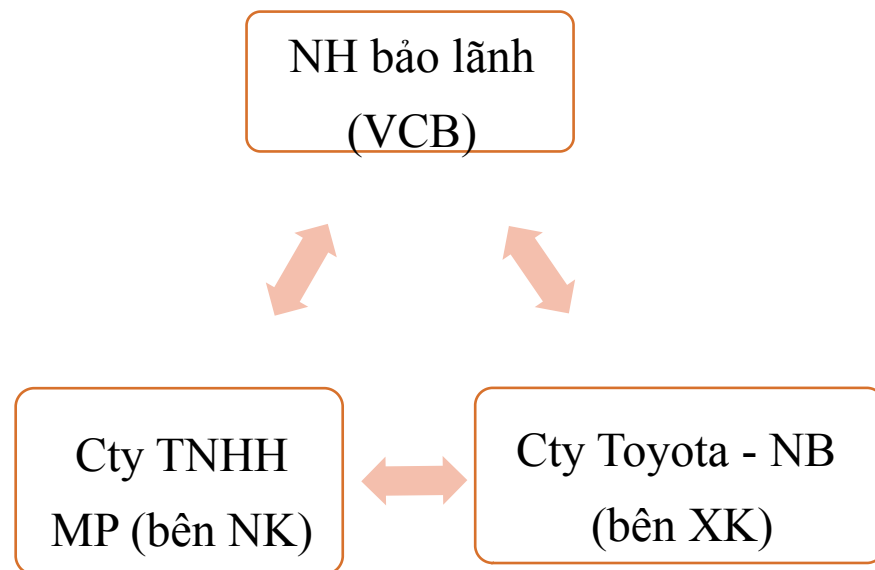 NH bảo lãnh
(VCB)
Cty TNHH
MP (bên NK)
Cty Toyota - NB
(bên XK)